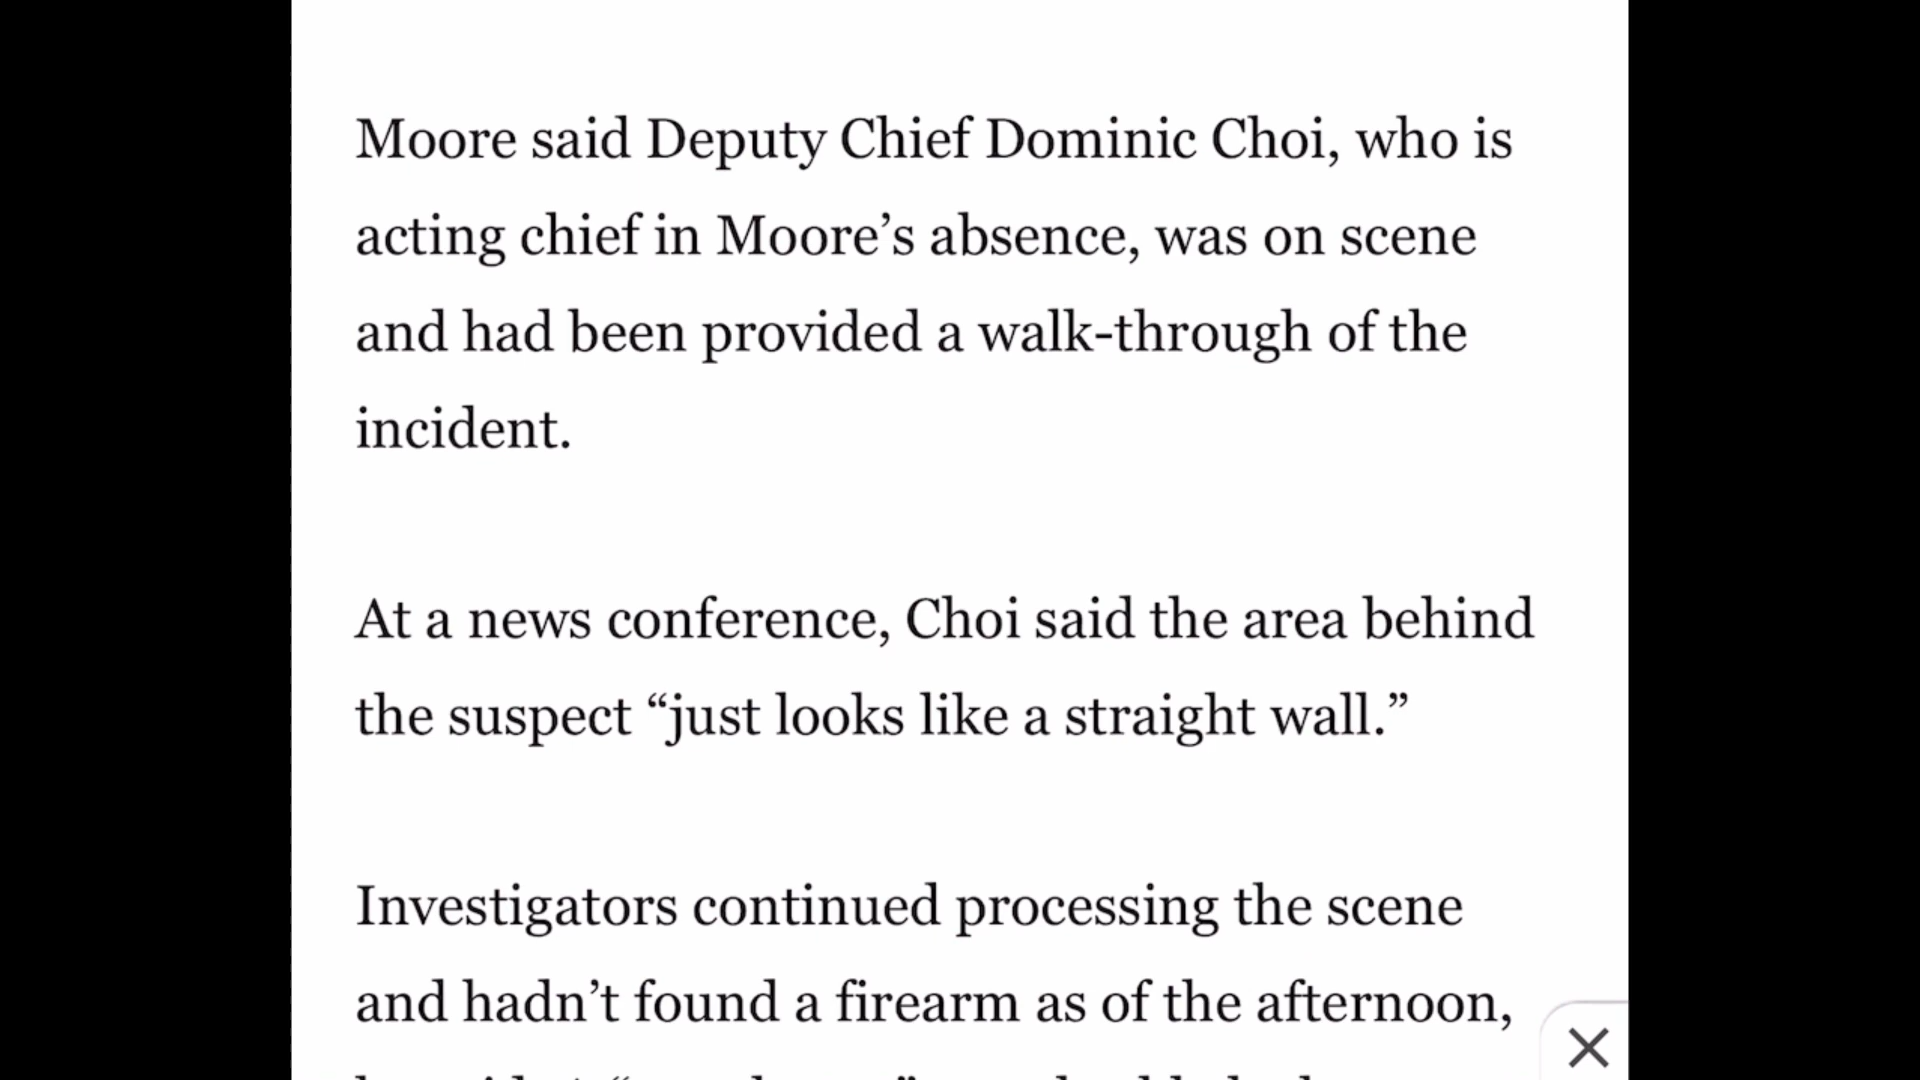 Moore said Deputy Chief Dominic Choi, who is
acting chief in Moore’s absence, was on scene
and had been provided a walk-through of the
incident.
At a news conference, Choi said the area behind
the suspect “just looks like a straight wall.”
Investigators continued processing the scene
and hadn’t found a firearm as of the afternoon,